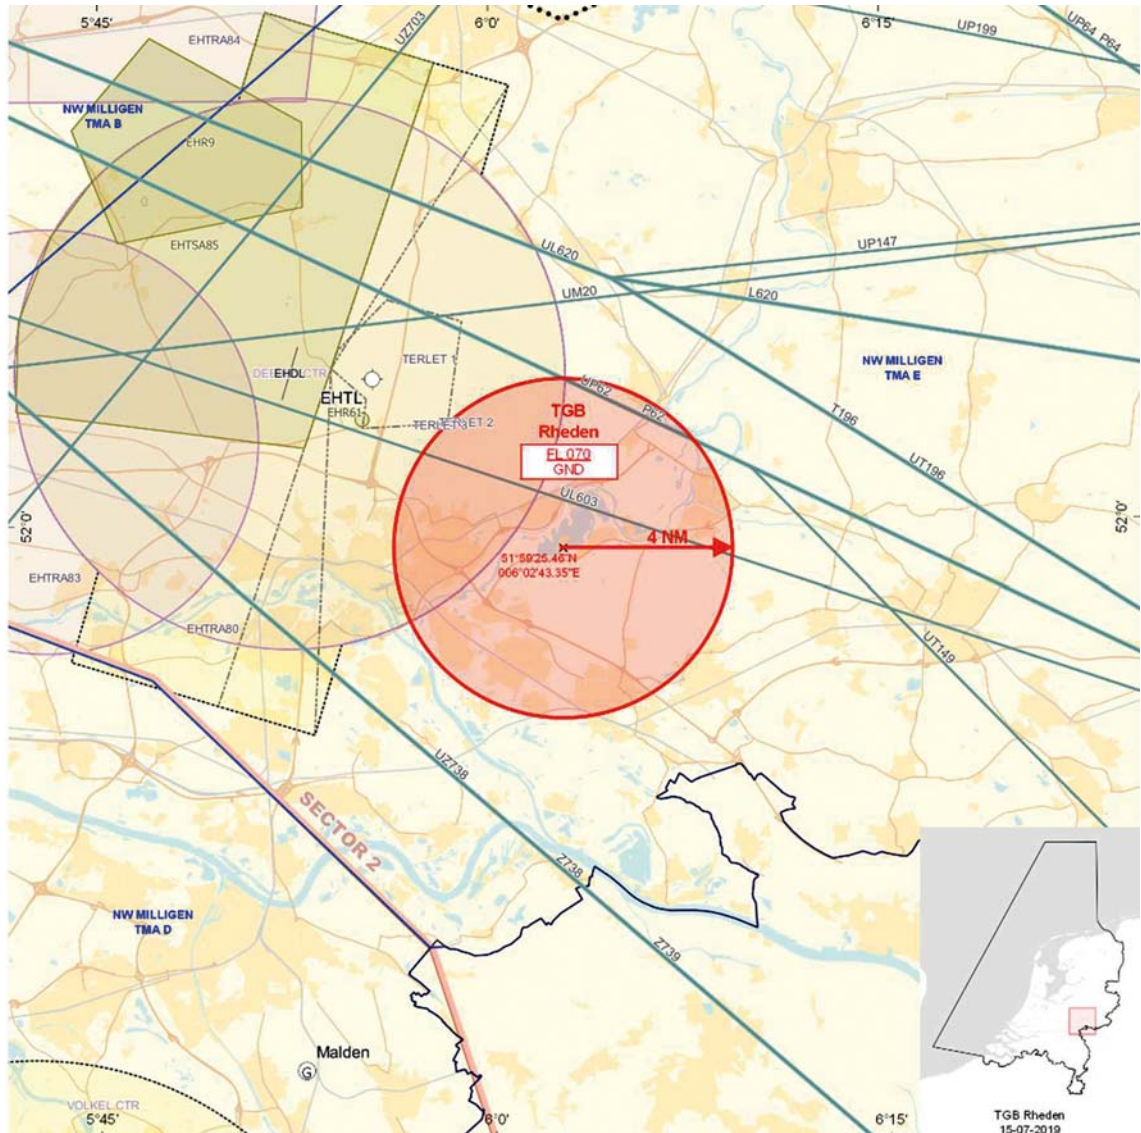 5°45'
6°0'
6°15'
EHTRA84
UZ703
UP199
UP64
P64
NW MILLIGEN
TMA B
EHR9
EHTSA85
UL620
UP147
UM20
L620
TERLET 1
NW MILLIGEN
TMA E
EHDL
CTR
EHTL
EHR61
TERLET 3
TERLET 2
UP62
P62
TGB
Rheden
FL 070
GND
T196
UT196
UL603
52°0'
52°0'
4 NM
51°59'25.46"N
006°02'43.35"E
EHTRA83
EHTRA80
UT149
UZ738
SECTOR 2
Z738
NW MILLIGEN
TMA D
Z739
Malden
G
VOLKEL CTR
5°45'
6°0'
6°15'
TGB Rheden
15-07-2019